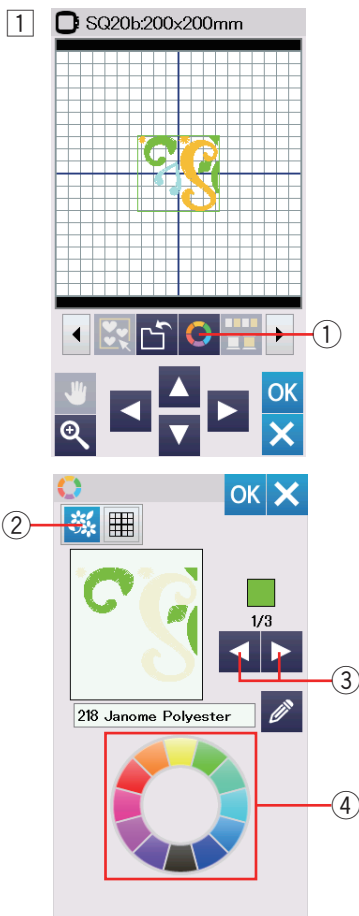 1
SQ20b:200x200mm
①
OK
OK
②
1/3
③
218 Janome Polyester
④